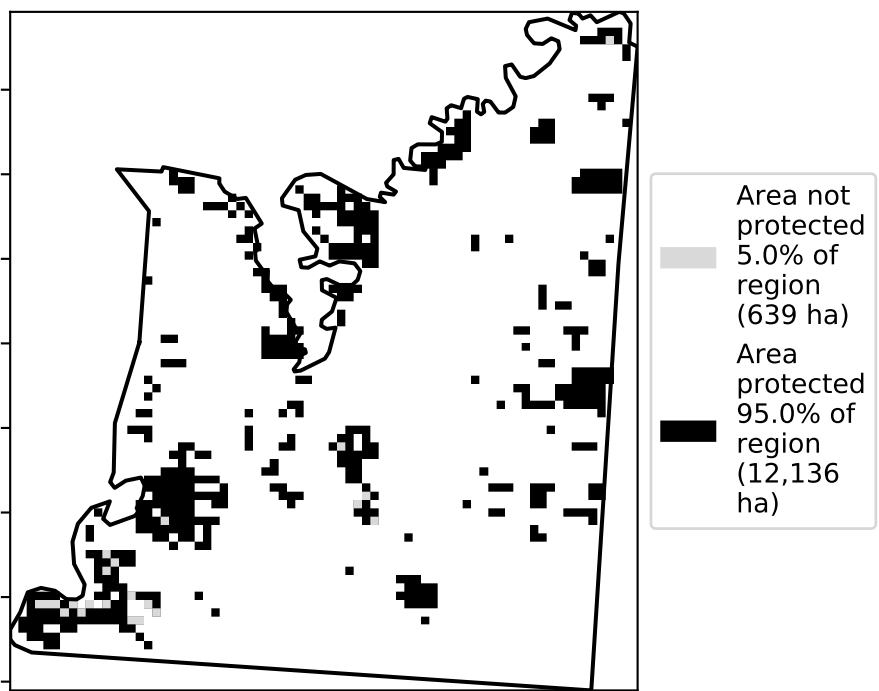 Area not
protected
5.0% of
region
(639 ha)
Area
protected
95.0% of
region
(12,136
ha)